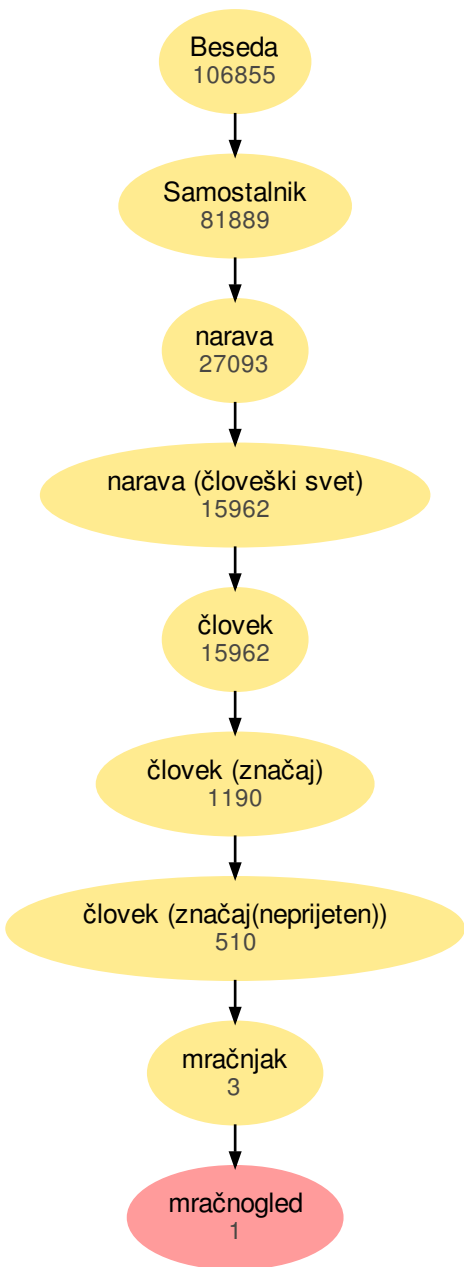 Beseda
106855
Samostalnik
81889
narava
27093
narava (človeški svet)
15962
človek
15962
človek (značaj)
1190
človek (značaj(neprijeten))
510
mračnjak
3
mračnogled
1